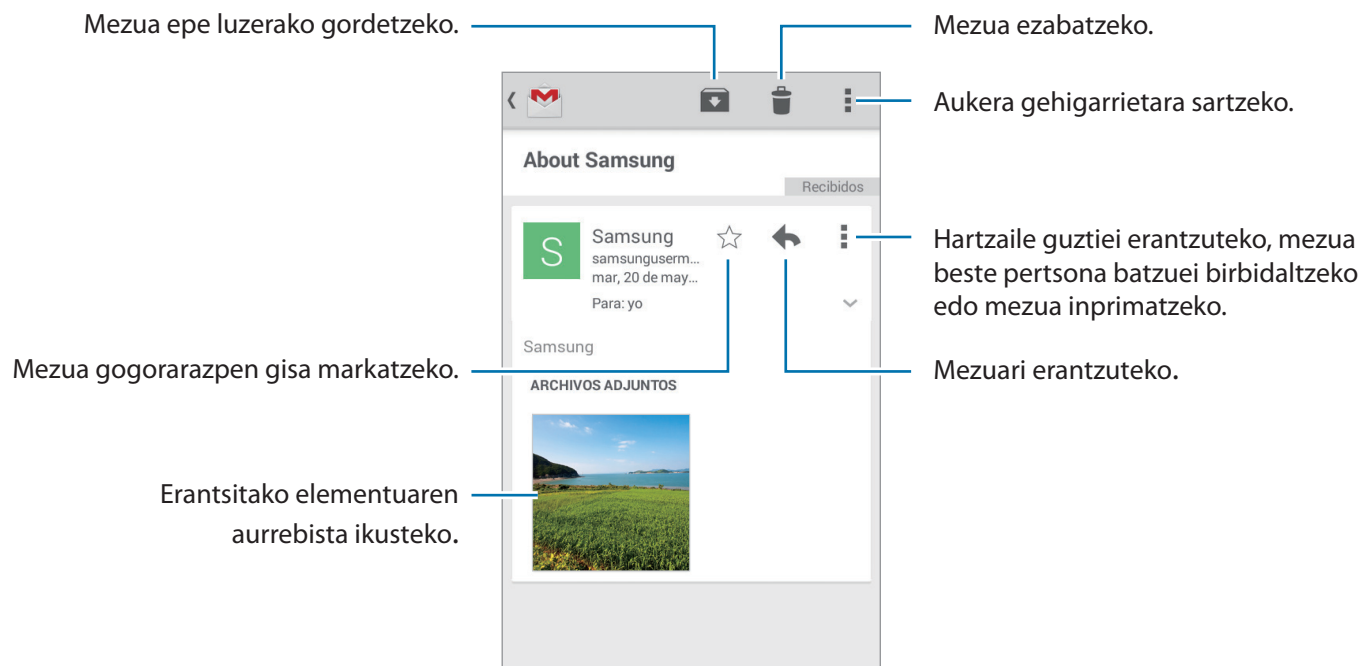 Mezua epe luzerako gordetzeko.
Mezua ezabatzeko.
Aukera gehigarrietara sartzeko.
About Samsung
Recibidos
S
Samsung
samsunguserm...
mar, 20 de may...
Para: yo
Hartzaile guztiei erantzuteko, mezua
beste pertsona batzuei birbidaltzeko
edo mezua inprimatzeko.
Samsung
Mezua gogorarazpen gisa markatzeko.
Mezuari erantzuteko.
ARCHIVOS ADJUNTOS
Erantsitako elementuaren
aurrebista ikusteko.